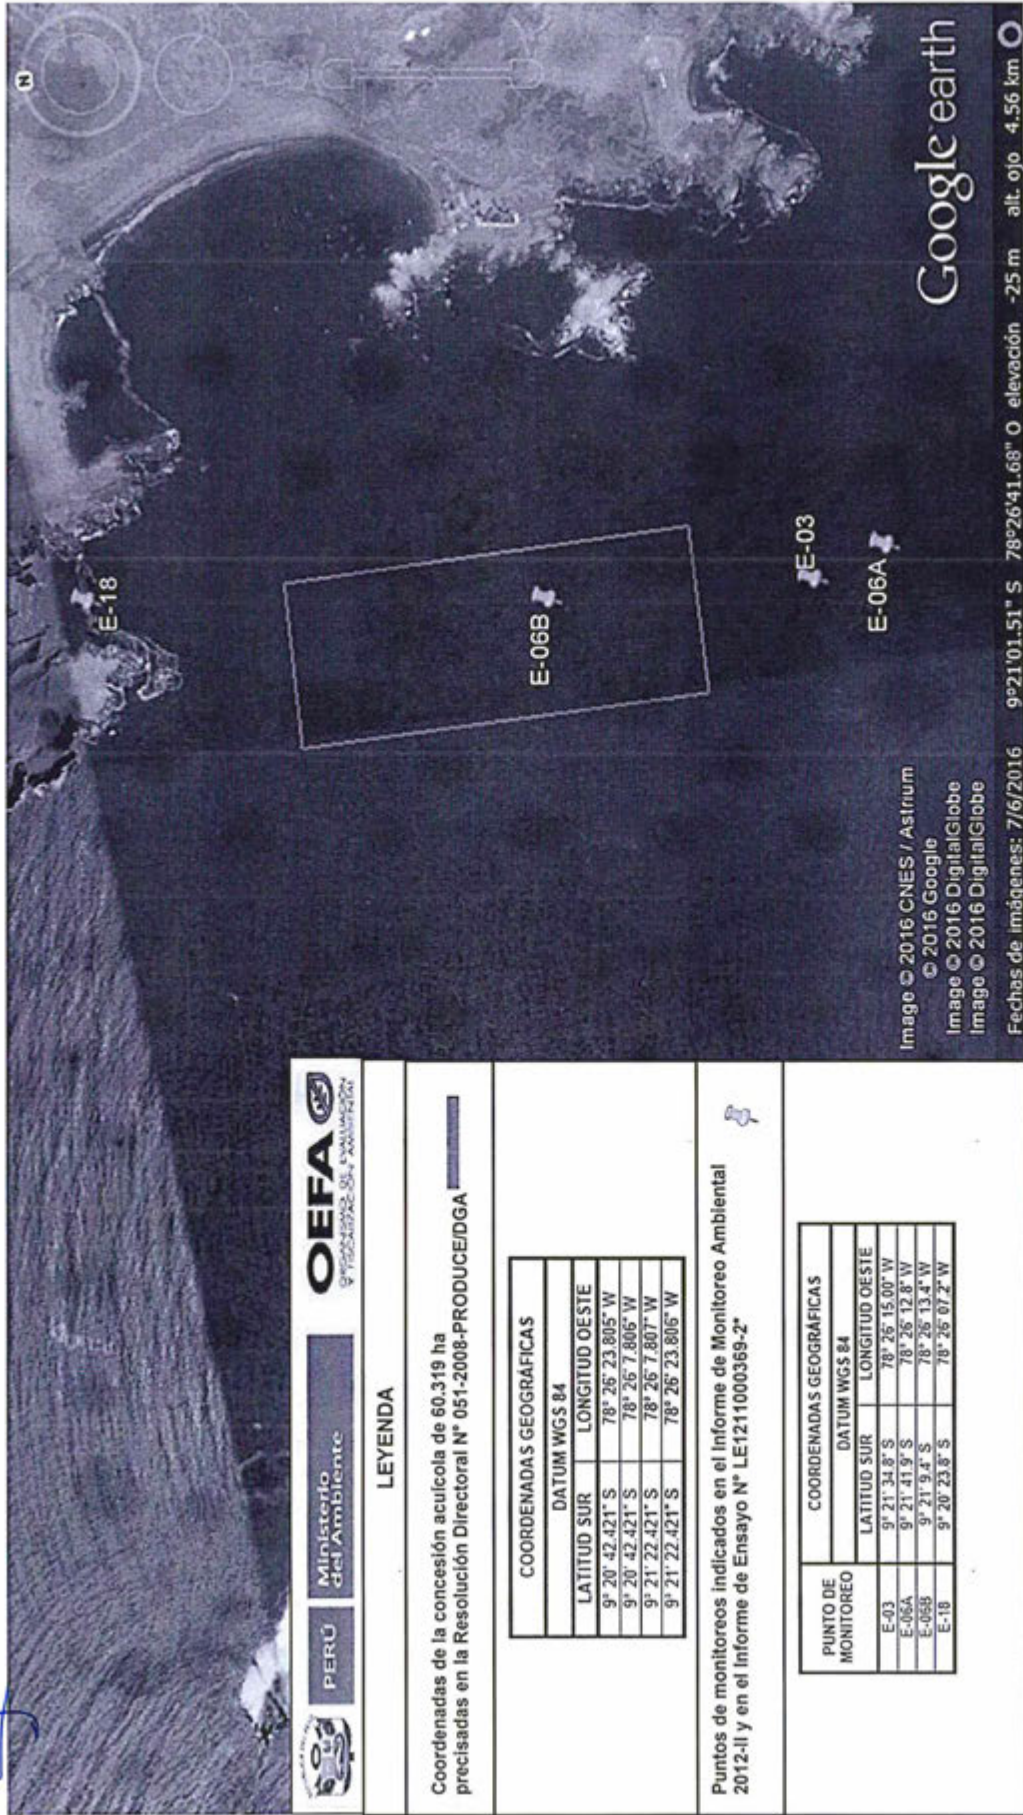 N
E-18
E-06B
E-03
E-06A
Google earth
Image © 2016 CNES / Astrium
© 2016 Google
Image © 2016 DigitalGlobe
Image © 2016 DigitalGlobe
Fechas de imágenes: 7/6/2016 9°21'01.51" S 78°26'41.68" O elevación -25 m alt. ojo 4.56 km
PERÚ
Ministerio
del Ambiente
OEFA
ORGANISMO DE EVALUACIÓN
Y FISCALIZACIÓN AMBIENTAL
LEYENDA
Coordenadas de la concesión acuícola de 60.319 ha
precisadas en la Resolución Directoral N° 051-2008-PRODUCE/DGA
COORDENADAS GEOGRÁFICAS
DATUM WGS 84
LATITUD SUR LONGITUD OESTE
9° 20' 42.421" S 78° 26' 23.805" W
9° 20' 42.421" S 78° 26' 7.806" W
9° 21' 22.421" S 78° 26' 7.807" W
9° 21' 22.421" S 78° 26' 23.806" W
Puntos de monitoreos indicados en el Informe de Monitoreo Ambiental
2012-II y en el Informe de Ensayo N° LE1211000369-2"
PUNTO DE MONITOREO
COORDENADAS GEOGRÁFICAS
DATUM WGS 84
LATITUD SUR LONGITUD OESTE
E-03 9° 21' 34.8" S 78° 26' 15.00" W
E-06A 9° 21' 41.9" S 78° 26' 12.8" W
E-06B 9° 21' 9.4" S 78° 26' 13.4" W
E-18 9° 20' 23.8" S 78° 26' 07.2" W